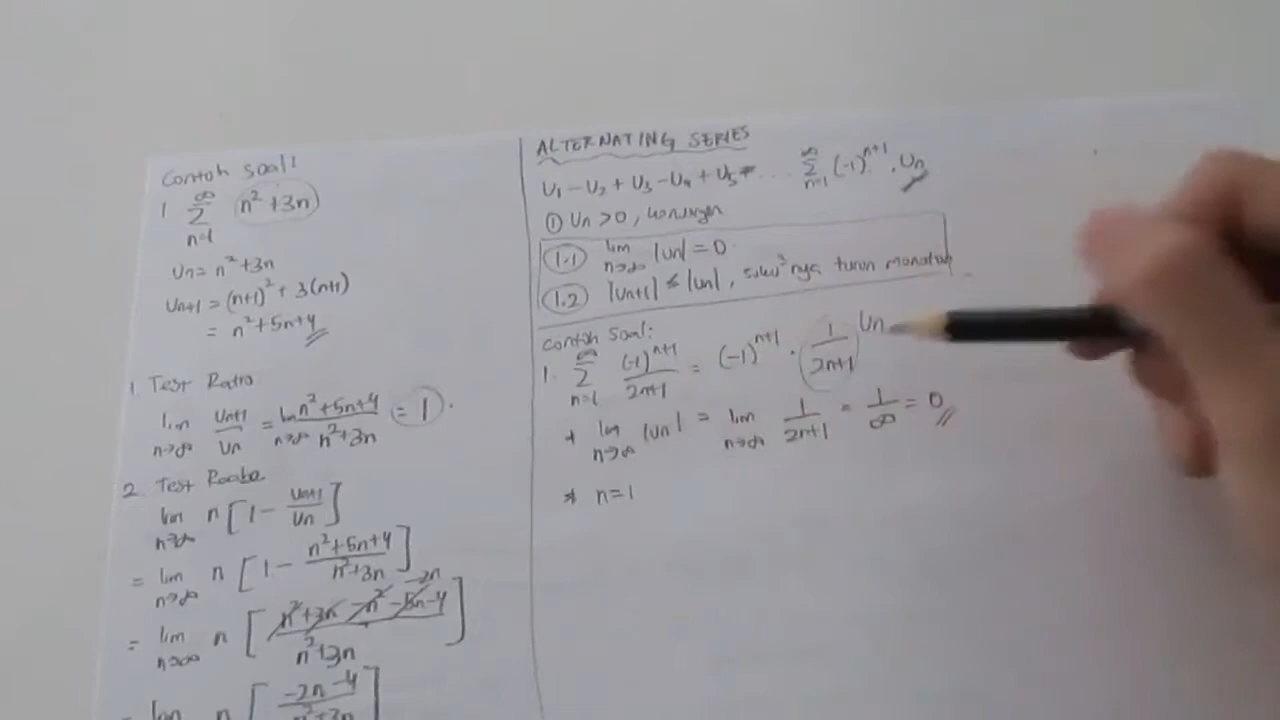 Contoh soal:
1 ∞ Σ n=1 (n² + 3n)
Un = n² + 3n
Un+1 = (n+1)² + 3(n+1)
= n² + 5n + 4
1 Test Ratio
lim n→∞ Un+1/Un = lim n→∞ (n² + 5n + 4)/(n² + 3n) = 1.
2. Test Raabe
lim n→∞ n [1 - Un+1/Un]
= lim n→∞ n [1 - (n² + 5n + 4)/(n² + 3n)]
-2n
= lim n→∞ n [(n² + 3n - n² - 5n - 4)/(n² + 3n)]
= lim n [(-2n - 4)/(n² + 3n)]
ALTERNATING SERIES
U₁ - U₂ + U₃ - U₄ + U₅ - .... ∞ Σ n=1 (-1)^(n+1) . Un
① Un > 0, konvergen
1.1 lim n→∞ |Un| = 0
1.2 |Un+1| ≤ |Un|, suku² nya turun monoton
Contoh Soal:
1. ∞ Σ n=1 (-1)^(n+1)/(2n+1) = (-1)^(n+1) . 1/(2n+1) Un
* lim n→∞ |Un| = lim n→∞ 1/(2n+1) = 1/∞ = 0
* n = 1